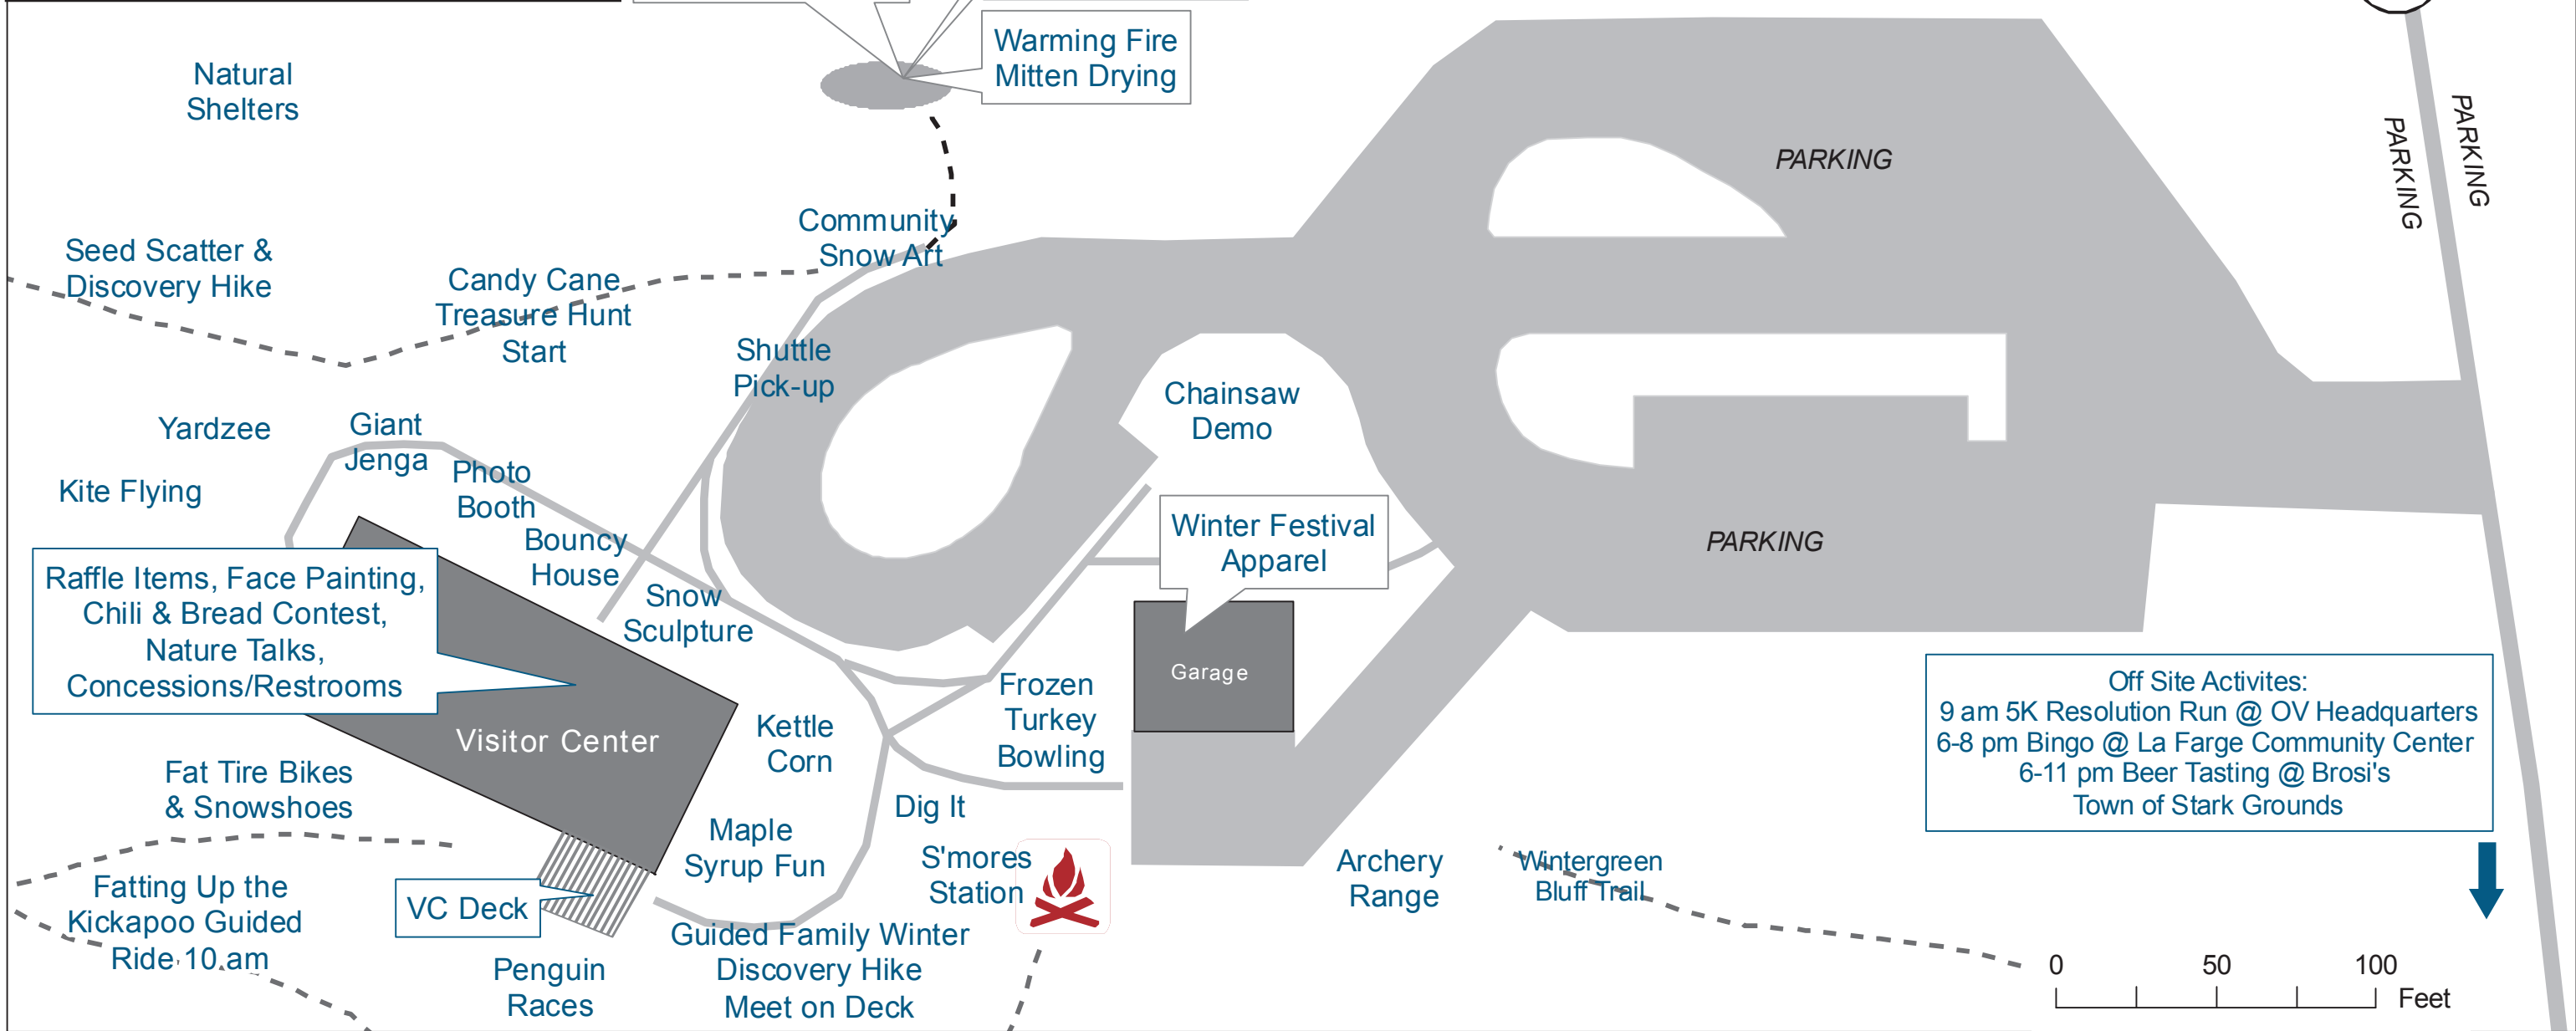 Warming Fire
Mitten Drying
Natural
Shelters
PARKING
PARKING
PARKING
Community
Snow Art
Seed Scatter &
Discovery Hike
Candy Cane
Treasure Hunt
Start
Shuttle
Pick-up
Chainsaw
Demo
Yardzee
Giant
Jenga
Kite Flying
Photo
Booth
Bouncy
House
Winter Festival
Apparel
PARKING
Raffle Items, Face Painting,
Chili & Bread Contest,
Nature Talks,
Concessions/Restrooms
Snow
Sculpture
Garage
Frozen
Turkey
Bowling
Off Site Activites:
9 am 5K Resolution Run @ OV Headquarters
6-8 pm Bingo @ La Farge Community Center
6-11 pm Beer Tasting @ Brosi's
Town of Stark Grounds
Visitor Center
Kettle
Corn
Fat Tire Bikes
& Snowshoes
Dig It
Maple
Syrup Fun
S'mores
Station
Archery
Range
Wintergreen
Bluff Trail
Fatting Up the
Kickapoo Guided
Ride 10 am
VC Deck
Guided Family Winter
Discovery Hike
Meet on Deck
Penguin
Races
0 50 100
Feet